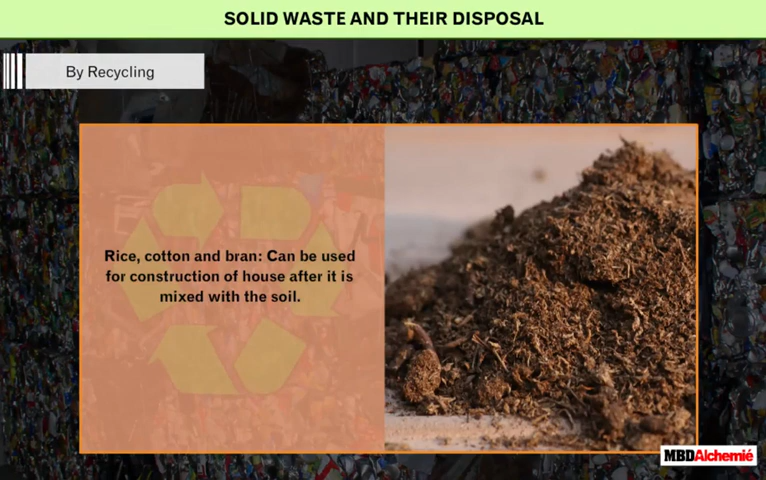 SOLID WASTE AND THEIR DISPOSAL
By Recycling
Rice, cotton and bran: Can be used
for construction of house after it is
mixed with the soil.
MBDAlchemié